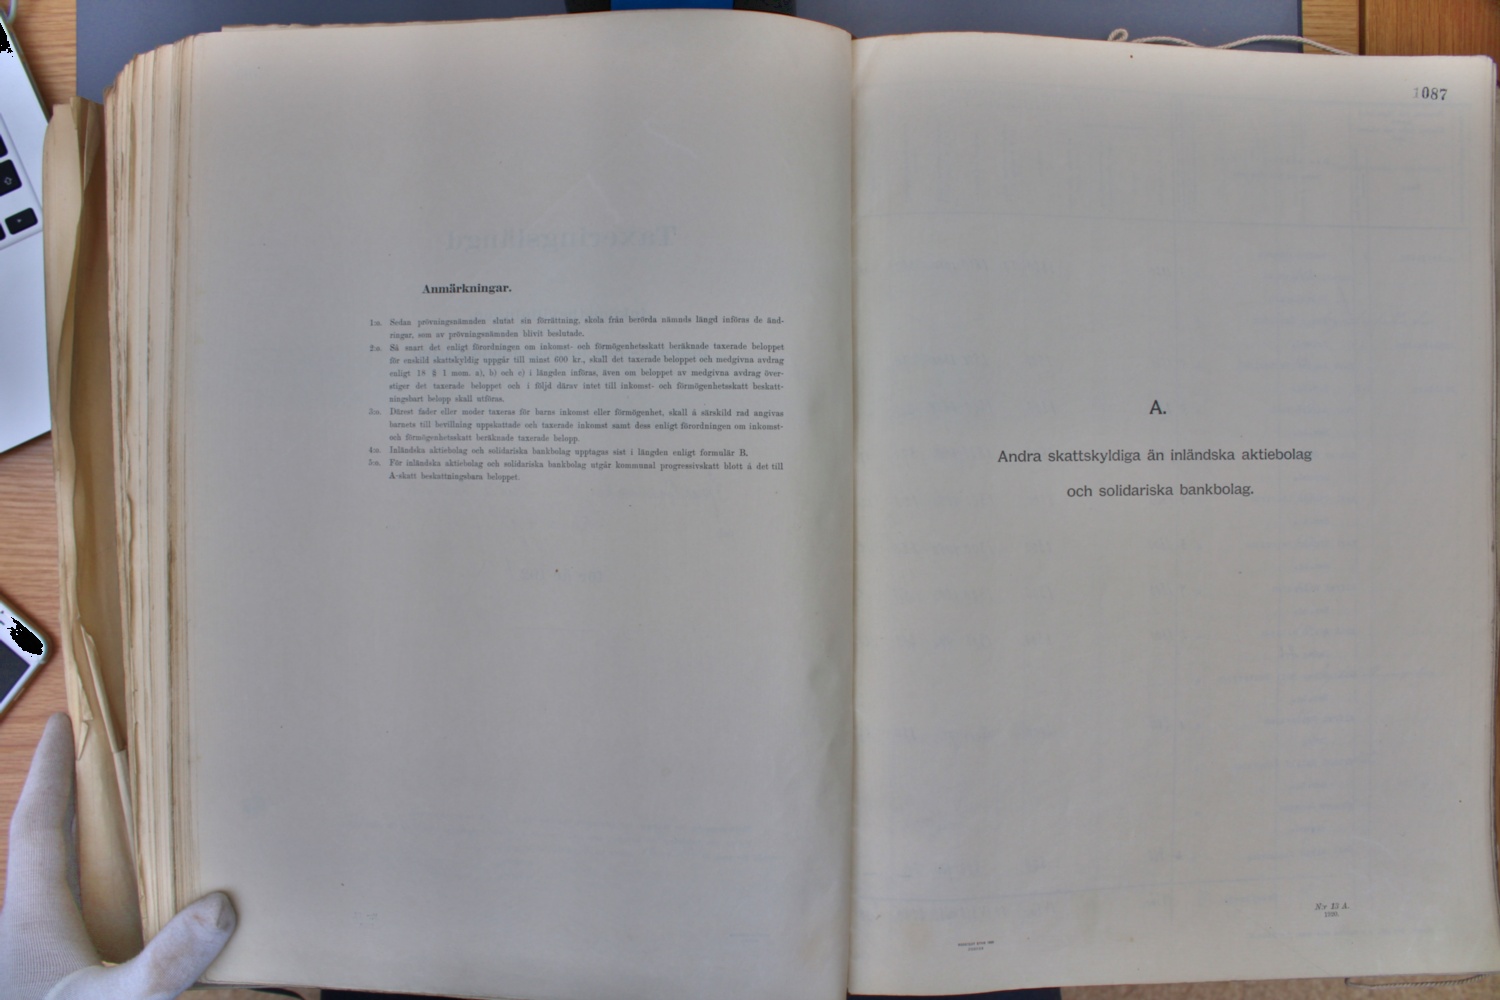 Anmärkningar.
1:o. Sedan prövningsnämnden slutat sin förrättning, skola från berörda nämnds längd införas de änd-
ringar, som av prövningsnämnden blivit beslutade.
2:o. Så snart det enligt förordningen om inkomst- och förmögenhetsskatt beräknade taxerade beloppet
för enskild skattskyldig uppgår till minst 600 kr., skall det taxerade beloppet och medgivna avdrag
enligt 18 § 1 mom. a), b) och c) i längden införas, även om beloppet av medgivna avdrag över-
stiger det taxerade beloppet och i följd därav intet till inkomst- och förmögenhetsskatt beskatt-
ningsbart belopp skall utföras.
3:o. Därest fader eller moder taxeras för barns inkomst eller förmögenhet, skall å särskild rad angivas
barnets till bevillning uppskattade och taxerade inkomst samt dess enligt förordningen om inkomst-
och förmögenhetsskatt beräknade taxerade belopp.
4:o. Inländska aktiebolag och solidariska bankbolag upptagas sist i längden enligt formulär B.
5:o. För inländska aktiebolag och solidariska bankbolag utgår kommunal progressivskatt blott å det till
A-skatt beskattningsbara beloppet.
1087
A.
Andra skattskyldiga än inländska aktiebolag
och solidariska bankbolag.
N:r 13 A.